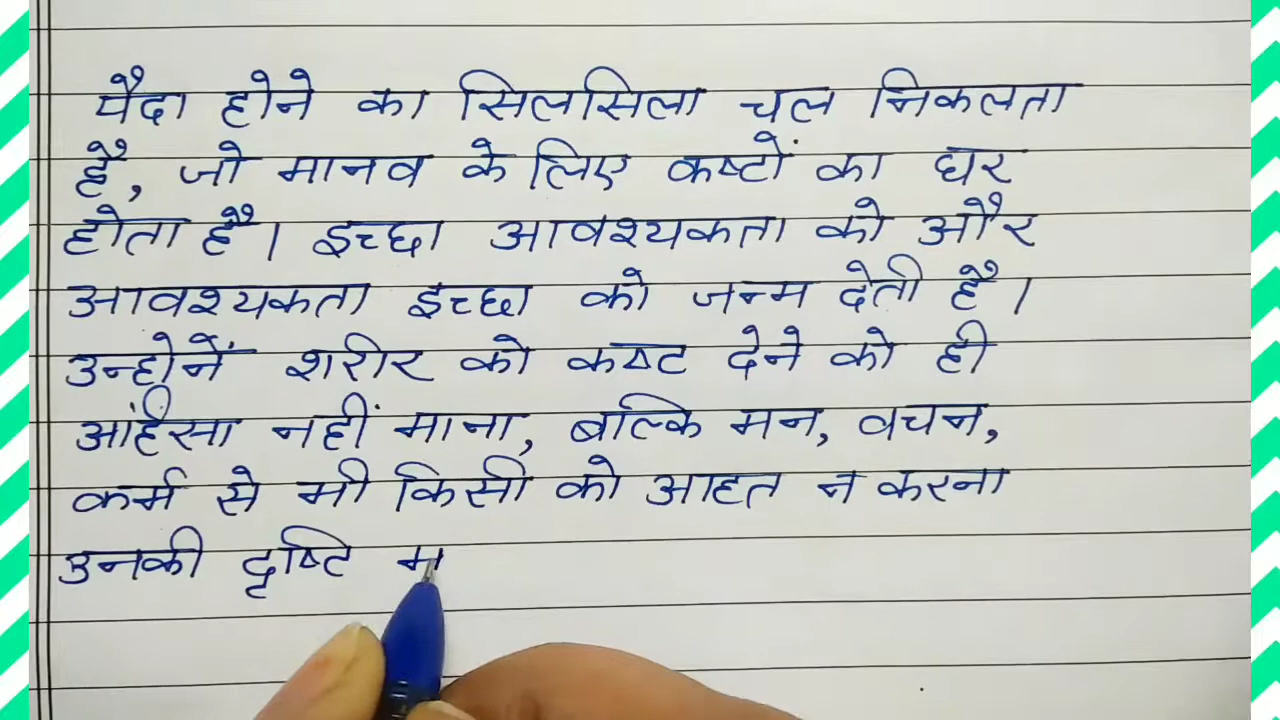 पैदा होने का सिलसिला चल निकलता
है, जो मानव के लिए कष्टों का घर
होता है। इच्छा आवश्यकता को और
आवश्यकता इच्छा को जन्म देती है।
उन्होनें शरीर को कष्ट देने को ही
अहिंसा नहीं माना, बल्कि मन, वचन,
कर्म से भी किसी को आहत न करना
उनकी दृष्टि म